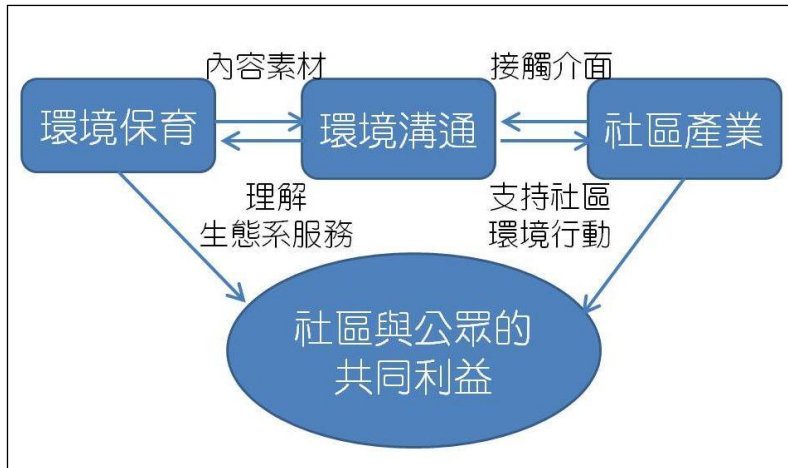 內容素材
接觸介面
環境保育
環境溝通
社區產業
理解
生態系服務
支持社區
環境行動
社區與公眾的
共同利益